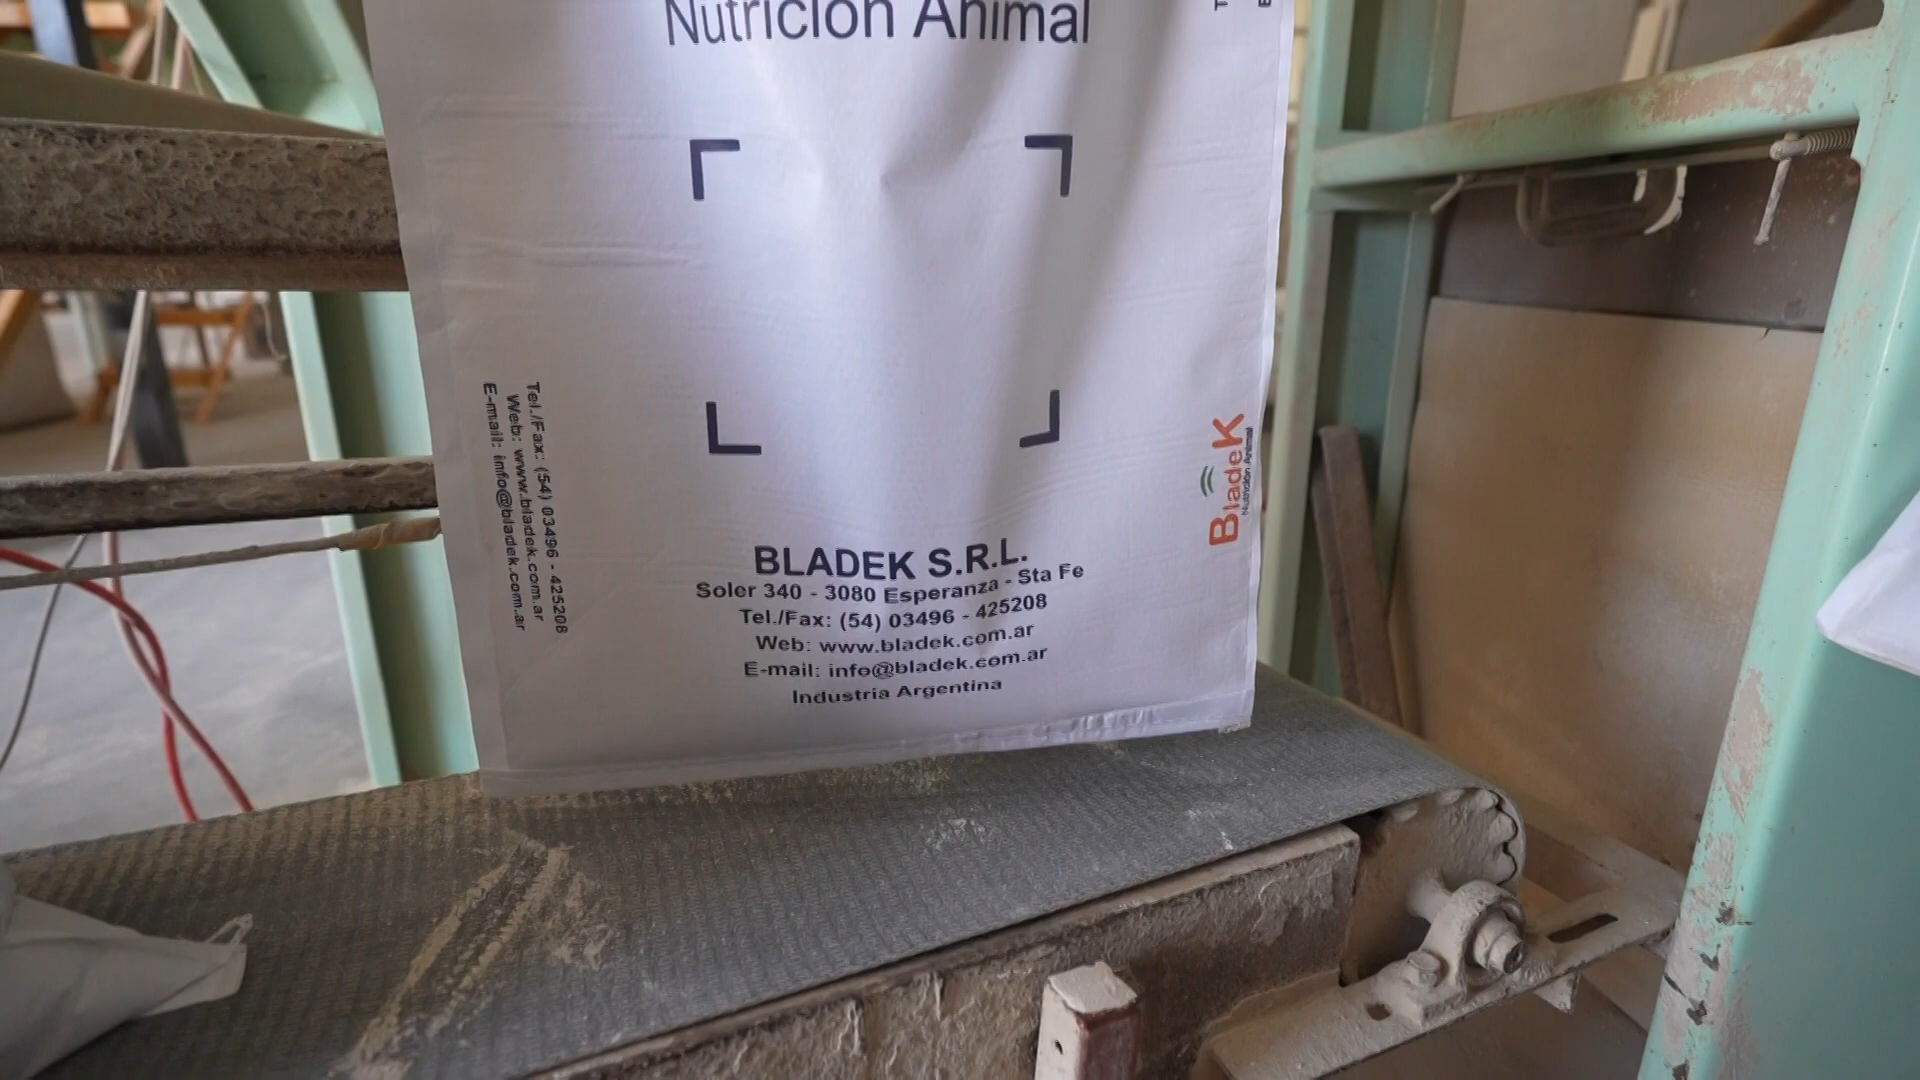 Nutrición Animal
BLADEK S.R.L.
Soler 340 - 3080 Esperanza - Sta Fe
Tel./Fax: (54) 03496 - 425208
Web: www.bladek.com.ar
E-mail: info@bladek.com.ar
Industria Argentina
Tel./Fax: (54) 03496 - 425208
Web: www.bladek.com.ar
E-mail: info@bladek.com.ar
BladeK
Nutrición Animal